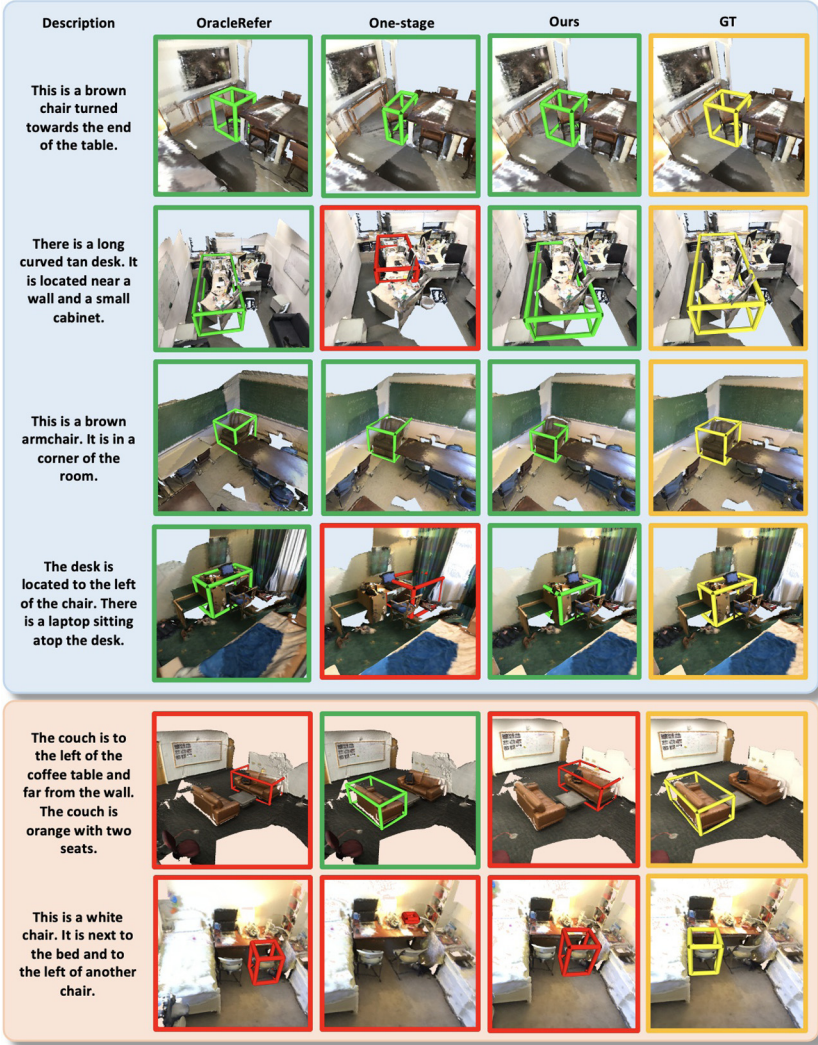 Description OracleRefer One-stage Ours GT
This is a brown
chair turned
towards the end
of the table.
There is a long
curved tan desk. It
is located near a
wall and a small
cabinet.
This is a brown
armchair. It is in a
corner of the
room.
The desk is
located to the left
of the chair. There
is a laptop sitting
atop the desk.
The couch is to
the left of the
coffee table and
far from the wall.
The couch is
orange with two
seats.
This is a white
chair. It is next to
the bed and to
the left of another
chair.